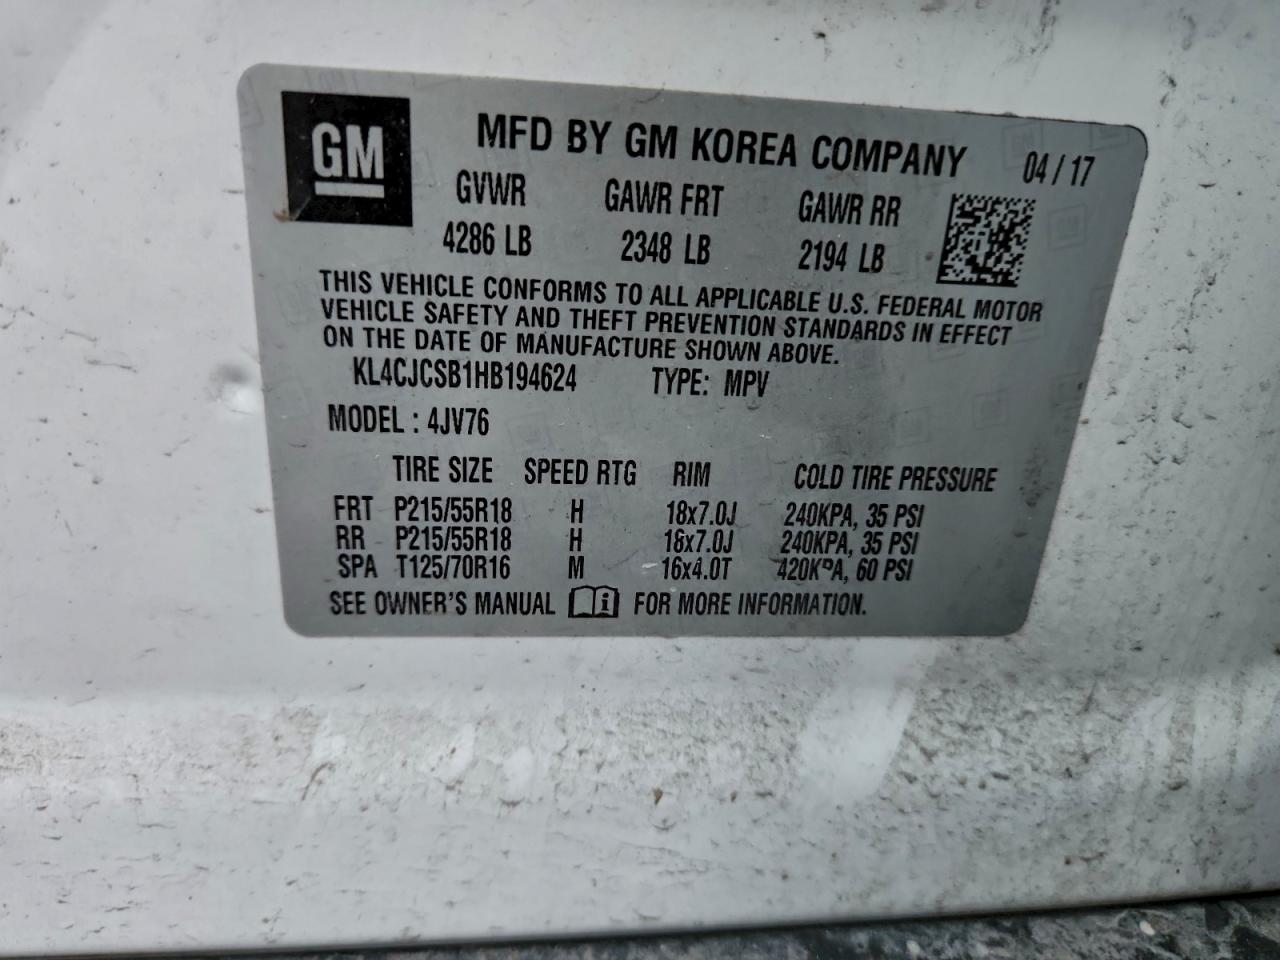 GM
MFD BY GM KOREA COMPANY 04 / 17
GVWR GAWR FRT GAWR RR
4286 LB 2348 LB 2194 LB
THIS VEHICLE CONFORMS TO ALL APPLICABLE U.S. FEDERAL MOTOR
VEHICLE SAFETY AND THEFT PREVENTION STANDARDS IN EFFECT
ON THE DATE OF MANUFACTURE SHOWN ABOVE.
KL4CJCSB1HB194624 TYPE: MPV
MODEL : 4JV76
TIRE SIZE SPEED RTG RIM COLD TIRE PRESSURE
FRT P215/55R18 H 18x7.0J 240KPA, 35 PSI
RR P215/55R18 H 18x7.0J 240KPA, 35 PSI
SPA T125/70R16 M 16x4.0T 420KPA, 60 PSI
SEE OWNER'S MANUAL i FOR MORE INFORMATION.